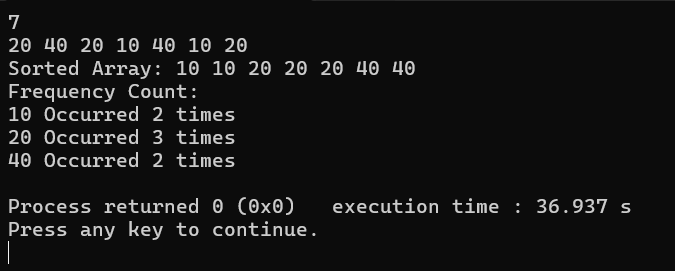 7
20 40 20 10 40 10 20
Sorted Array: 10 10 20 20 20 40 40
Frequency Count:
10 Occurred 2 times
20 Occurred 3 times
40 Occurred 2 times
Process returned 0 (0x0)   execution time : 36.937 s
Press any key to continue.